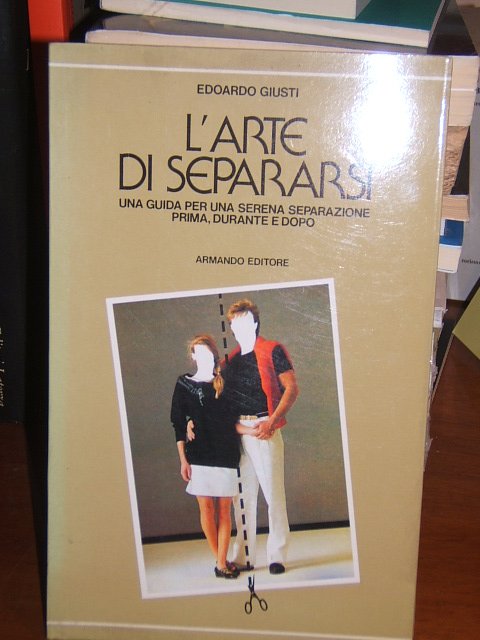 EDOARDO GIUSTI
L'ARTE
DI SEPARARSI
UNA GUIDA PER UNA SERENA SEPARAZIONE
PRIMA, DURANTE E DOPO
ARMANDO EDITORE